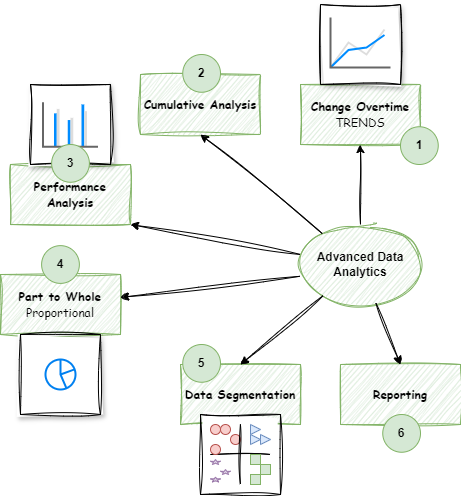 2
Cumulative Analysis
Change Overtime
TRENDS
1
3
Performance
Analysis
Advanced Data
Analytics
4
Part to Whole
Proportional
5
Data Segmentation
Reporting
6